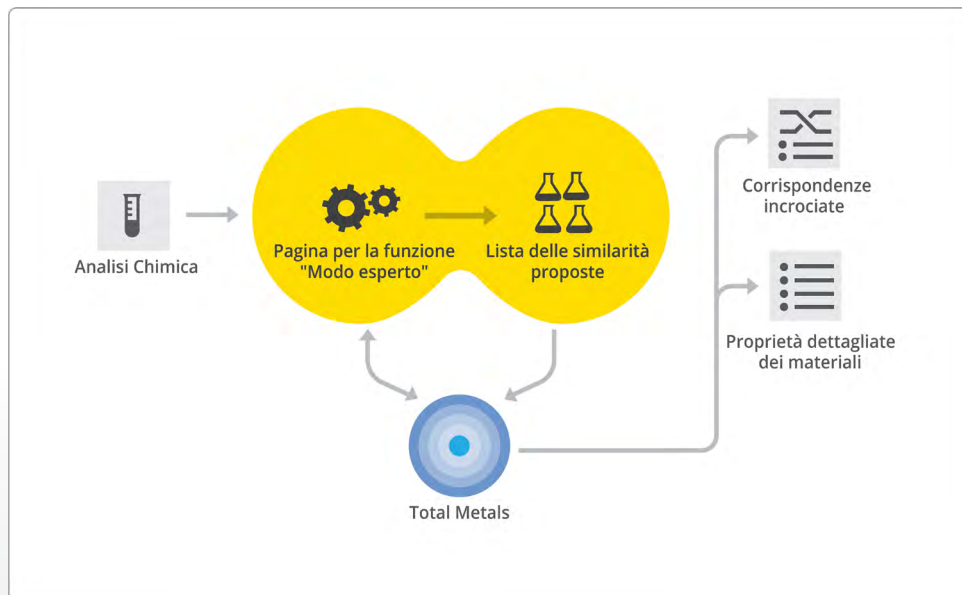 Analisi Chimica
Pagina per la funzione
"Modo esperto"
Lista delle similarità
proposte
Corrispondenze
incrociate
Proprietà dettagliate
dei materiali
Total Metals